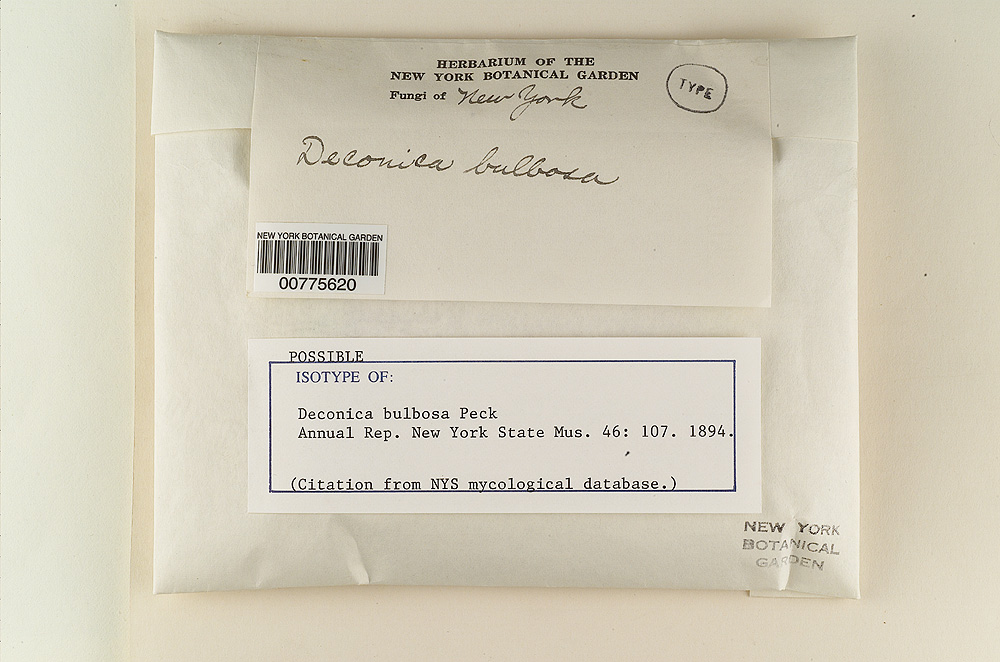 HERBARIUM OF THE
NEW YORK BOTANICAL GARDEN
Fungi of New York
TYPE
Deconica bulbosa
NEW YORK BOTANICAL GARDEN
00775620
POSSIBLE
ISOTYPE OF:
Deconica bulbosa Peck
Annual Rep. New York State Mus. 46: 107. 1894.
(Citation from NYS mycological database.)
NEW YORK
BOTANICAL
GARDEN